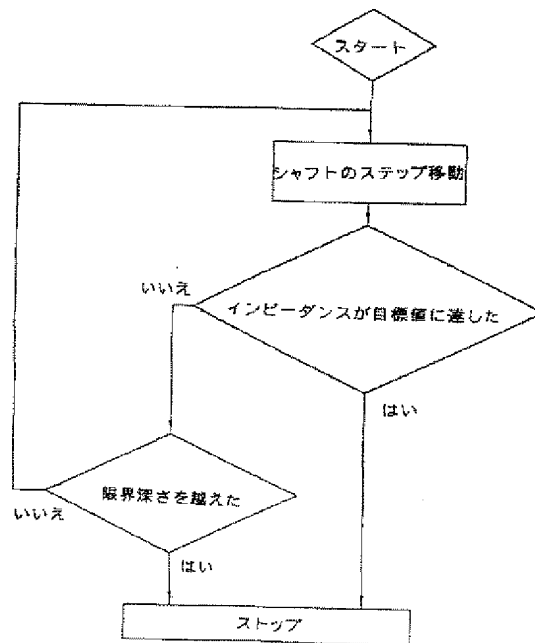 スタート
シャフトのステップ移動
いいえ
インピーダンスが目標値に達した
はい
限界深さを越えた
いいえ
はい
ストップ